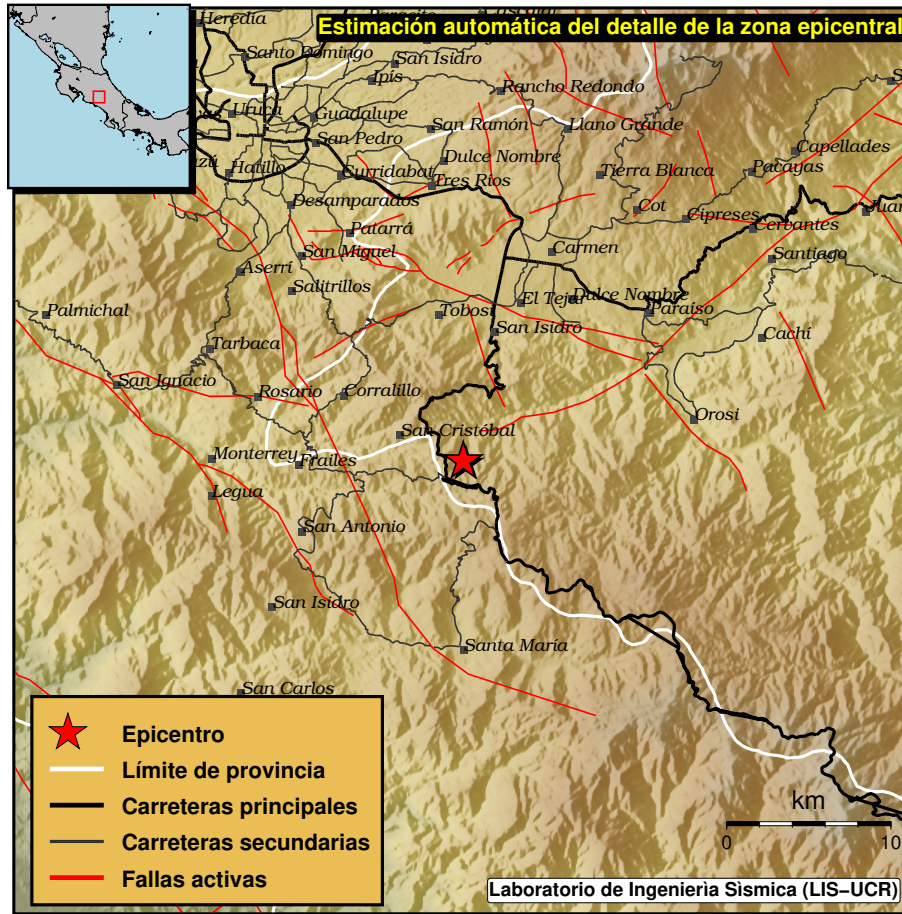 Heredia
Estimación automática del detalle de la zona epicentral
Santo Domingo
San Isidro
Ipís
Rancho Redondo
Uruca
Guadalupe
San Ramón
Llano Grande
San Pedro
Capellades
Hatillo
Curridabat
Dulce Nombre
Tres Ríos
Tierra Blanca
Pacayas
Desamparados
Cot
Cipreses
Cervantes
Juan
Patarrá
San Miguel
Carmen
Santiago
Aserrí
Salitrillos
El Tejar
Dulce Nombre
Palmichal
Tobosi
Paraíso
San Isidro
Cachí
Tarbaca
San Ignacio
Rosario
Corralillo
Orosi
San Cristóbal
Monterrey
Frailes
Legua
San Antonio
San Isidro
Santa María
San Carlos
Epicentro
Límite de provincia
Carreteras principales
Carreteras secundarias
Fallas activas
km
0
10
Laboratorio de Ingenierìa Sìsmica (LIS–UCR)